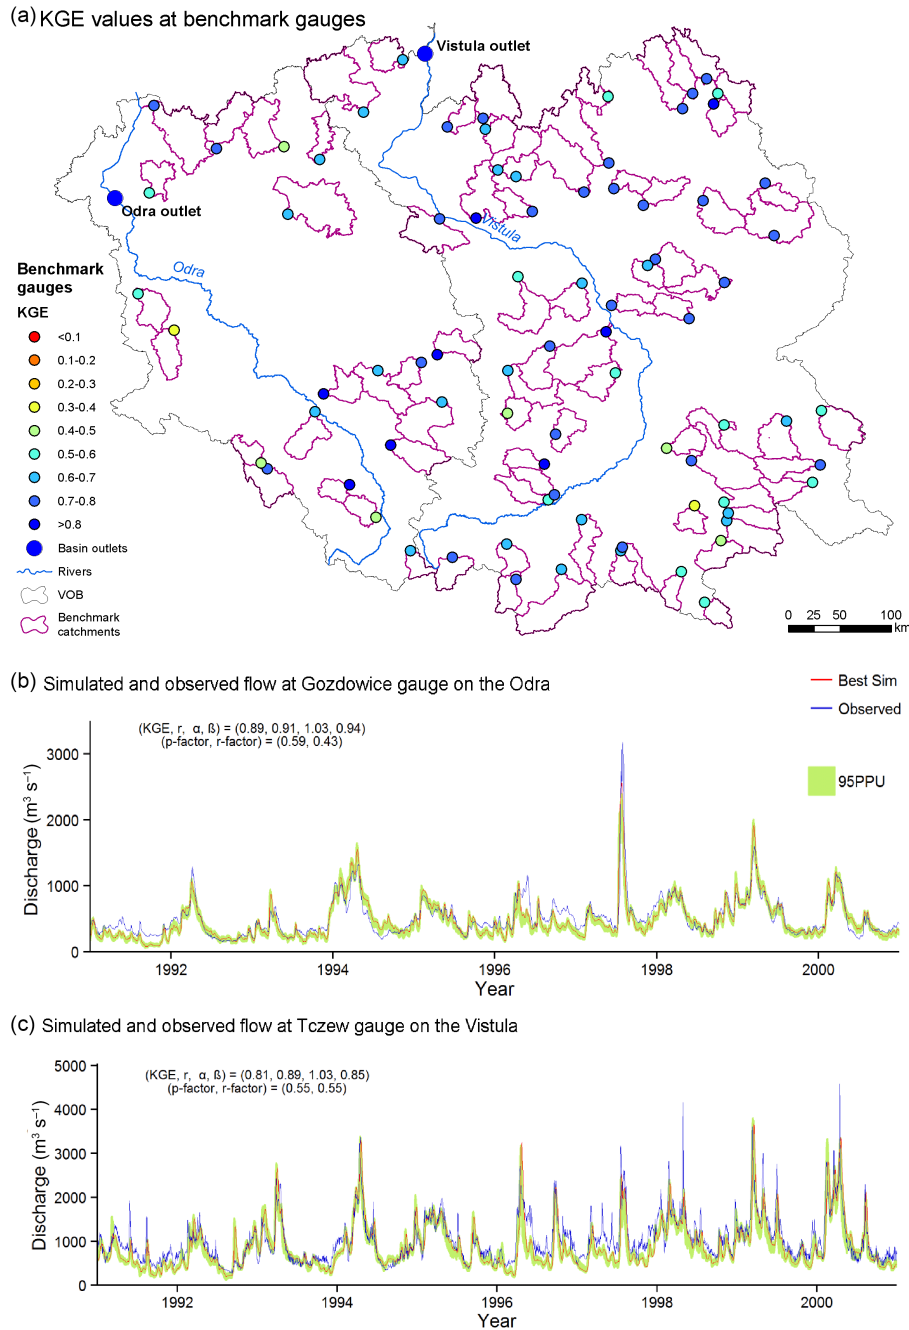 (a) KGE values at benchmark gauges
Vistula outlet
Odra outlet
Vistula
Odra
Benchmark
gauges
KGE
<0.1
0.1-0.2
0.2-0.3
0.3-0.4
0.4-0.5
0.5-0.6
0.6-0.7
0.7-0.8
>0.8
Basin outlets
Rivers
VOB
Benchmark
catchments
0 25 50 100
km
(b) Simulated and observed flow at Gozdowice gauge on the Odra
Best Sim
Observed
95PPU
(KGE, r, α, ß) = (0.89, 0.91, 1.03, 0.94)
(p-factor, r-factor) = (0.59, 0.43)
Discharge (m³ s⁻¹)
3000
2000
1000
0
1992 1994 1996 1998 2000
Year
(c) Simulated and observed flow at Tczew gauge on the Vistula
(KGE, r, α, ß) = (0.81, 0.89, 1.03, 0.85)
(p-factor, r-factor) = (0.55, 0.55)
Discharge (m³ s⁻¹)
5000
4000
3000
2000
1000
0
1992 1994 1996 1998 2000
Year